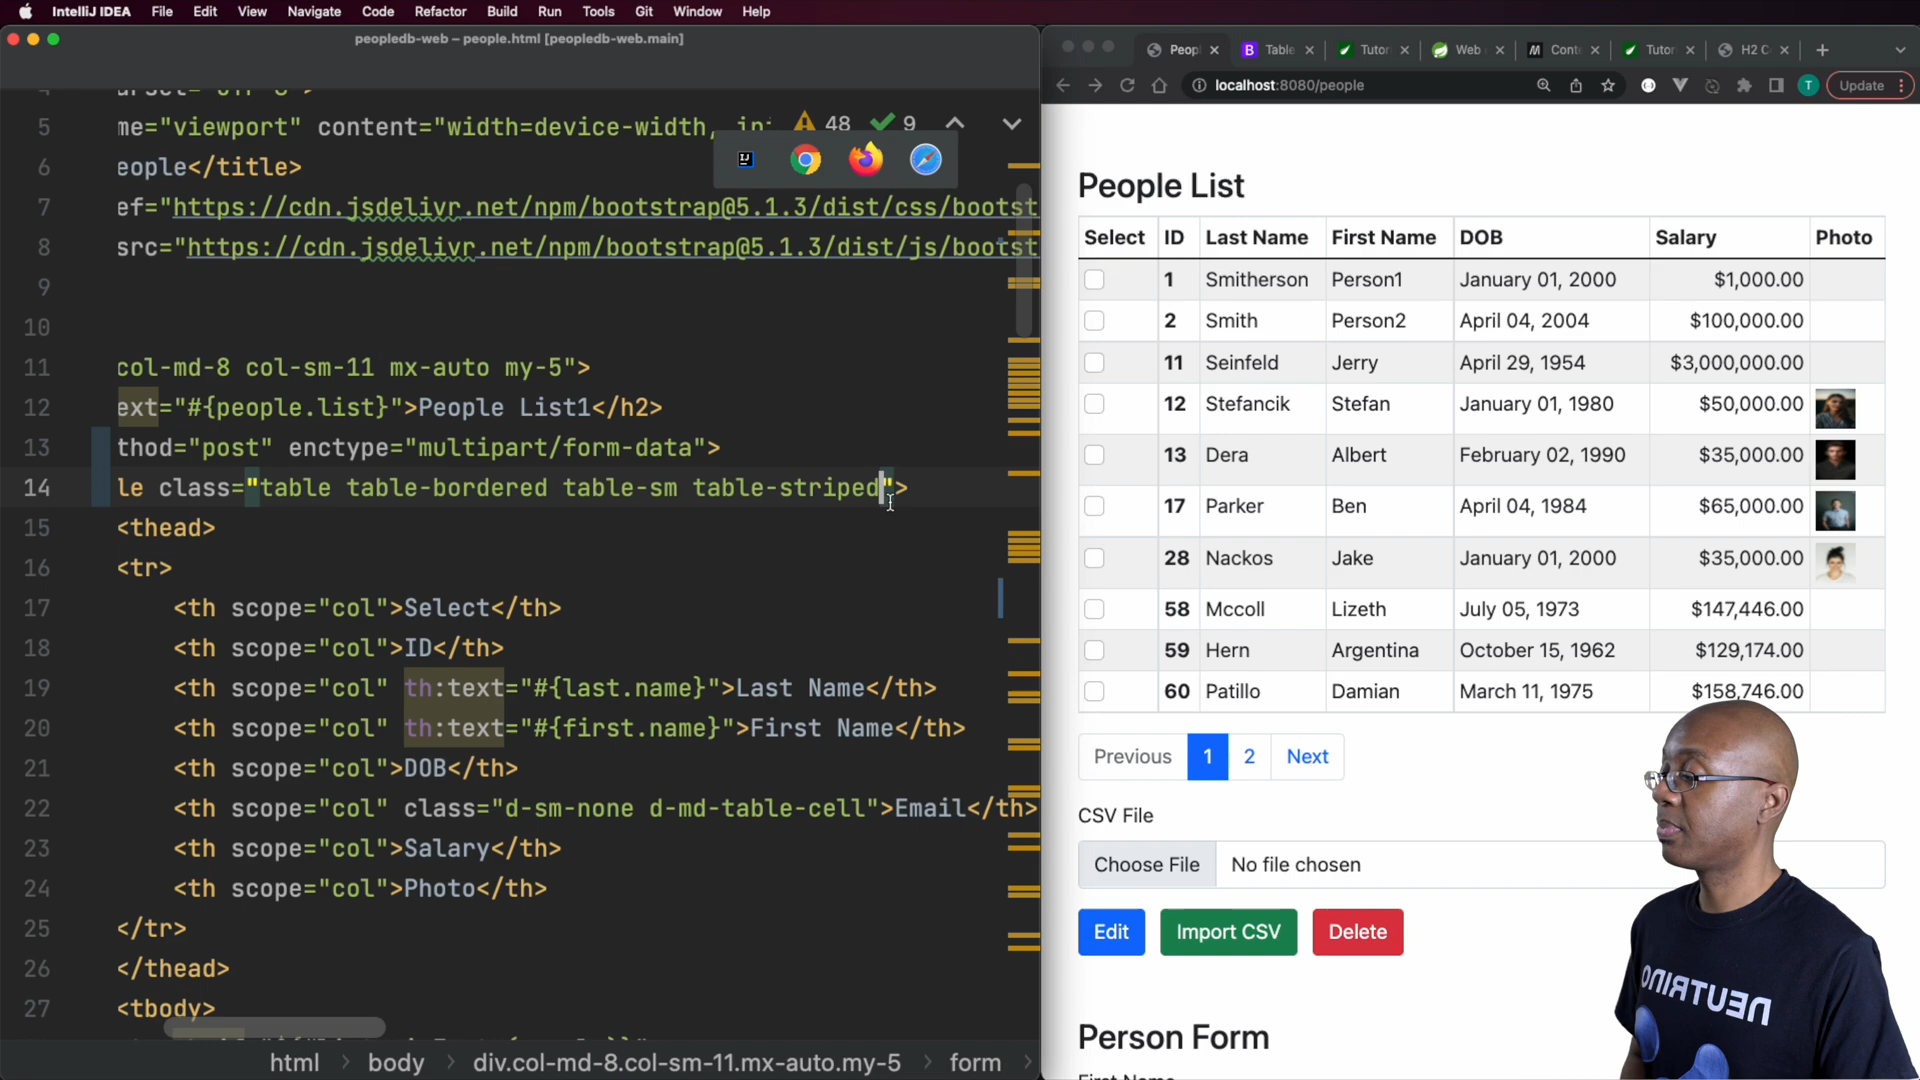 IntelliJ IDEA File Edit View Navigate Code Refactor Build Run Tools Git Window Help
peopledb-web – people.html [peopledb-web.main]
5 me="viewport" content="width=device-width, in
48 9
6 eople</title>
7 ef="https://cdn.jsdelivr.net/npm/bootstrap@5.1.3/dist/css/bootst
8 src="https://cdn.jsdelivr.net/npm/bootstrap@5.1.3/dist/js/boots
9
10
11 col-md-8 col-sm-11 mx-auto my-5">
12 ext="#{people.list}">People List1</h2>
13 thod="post" enctype="multipart/form-data">
14 le class="table table-bordered table-sm table-striped">
15 <thead>
16 <tr>
17 <th scope="col">Select</th>
18 <th scope="col">ID</th>
19 <th scope="col" th:text="#{last.name}">Last Name</th>
20 <th scope="col" th:text="#{first.name}">First Name</th>
21 <th scope="col">DOB</th>
22 <th scope="col" class="d-sm-none d-md-table-cell">Email</th>
23 <th scope="col">Salary</th>
24 <th scope="col">Photo</th>
25 </tr>
26 </thead>
27 <tbody>
html body div.col-md-8.col-sm-11.mx-auto.my-5 form
Peopl Table Tutor Web Cont Tutor H2 C
localhost:8080/people T Update
People List
Select ID Last Name First Name DOB Salary Photo
1 Smitherson Person1 January 01, 2000 $1,000.00
2 Smith Person2 April 04, 2004 $100,000.00
11 Seinfeld Jerry April 29, 1954 $3,000,000.00
12 Stefancik Stefan January 01, 1980 $50,000.00
13 Dera Albert February 02, 1990 $35,000.00
17 Parker Ben April 04, 1984 $65,000.00
28 Nackos Jake January 01, 2000 $35,000.00
58 Mccoll Lizeth July 05, 1973 $147,446.00
59 Hern Argentina October 15, 1962 $129,174.00
60 Patillo Damian March 11, 1975 $158,746.00
Previous 1 2 Next
CSV File
Choose File No file chosen
Edit Import CSV Delete
NEUTRINO
Person Form
First Name